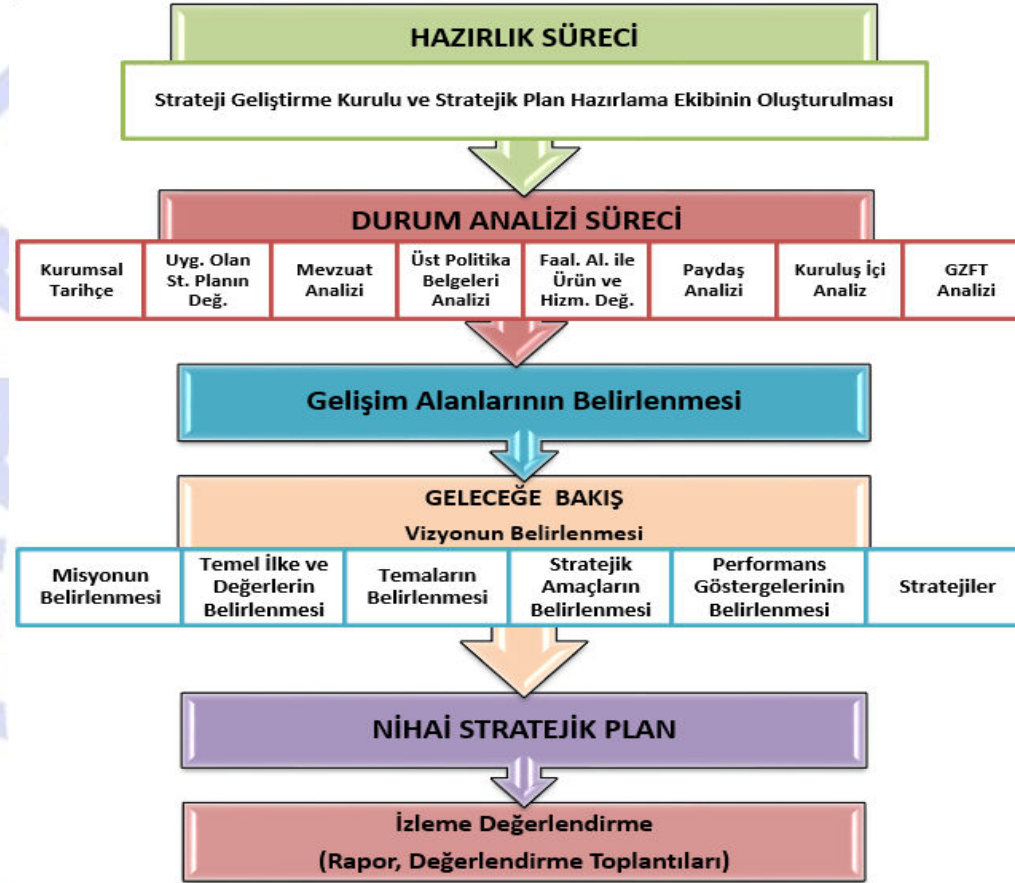 HAZIRLIK SÜRECİ
Strateji Geliştirme Kurulu ve Stratejik Plan Hazırlama Ekibinin Oluşturulması
DURUM ANALİZİ SÜRECİ
Kurumsal
Tarihçe
Uyg. Olan
St. Planın
Değ.
Mevzuat
Analizi
Üst Politika
Belgeleri
Analizi
Faal. Al. ile
Ürün ve
Hizm. Değ.
Paydaş
Analizi
Kuruluş İçi
Analiz
GZFT
Analizi
Gelişim Alanlarının Belirlenmesi
GELECEĞE BAKIŞ
Vizyonun Belirlenmesi
Misyonun
Belirlenmesi
Temel İlke ve
Değerlerin
Belirlenmesi
Temaların
Belirlenmesi
Stratejik
Amaçların
Belirlenmesi
Performans
Göstergelerinin
Belirlenmesi
Stratejiler
NİHAİ STRATEJİK PLAN
İzleme Değerlendirme
(Rapor, Değerlendirme Toplantıları)